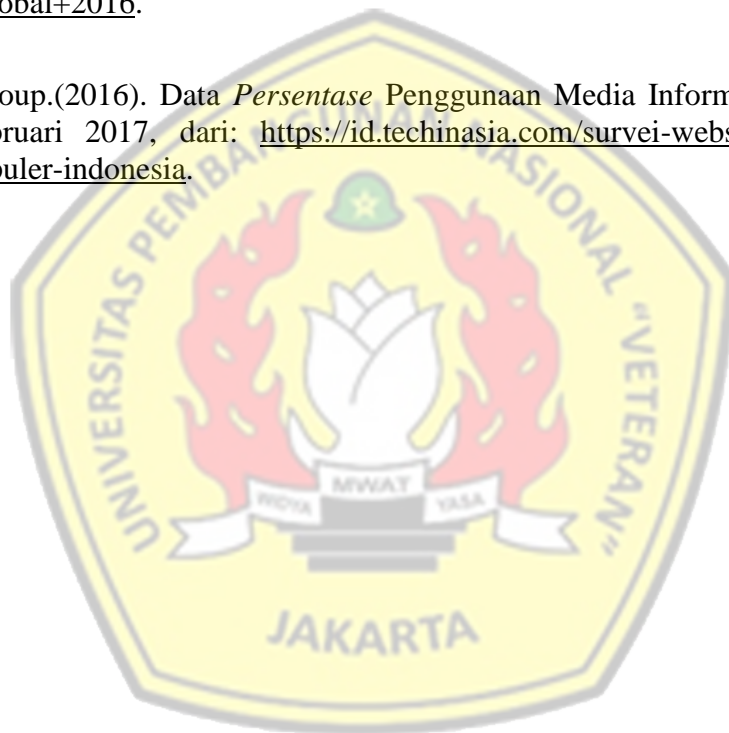 obal+2016.
oup.(2016). Data Persentase Penggunaan Media Inform
oruari 2017, dari: https://id.techinasia.com/survei-webs
puler-indonesia.
UNIVERSITAS PEMBANGUNAN NASIONAL "VETERAN"
WIDYA MWAT YASA
JAKARTA